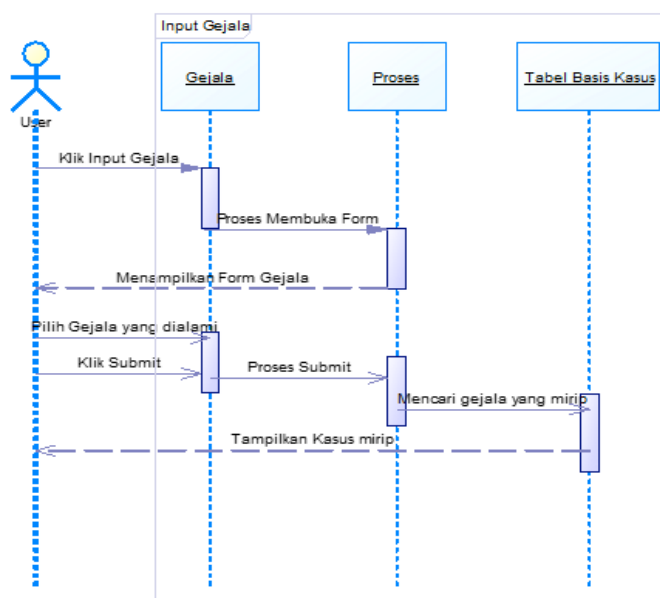 Input Gejala
Gejala
Proses
Tabel Basis Kasus
User
Klik Input Gejala
Proses Membuka Form
Menampilkan Form Gejala
Pilih Gejala yang dialami
Klik Submit
Proses Submit
Mencari gejala yang mirip
Tampilkan Kasus mirip